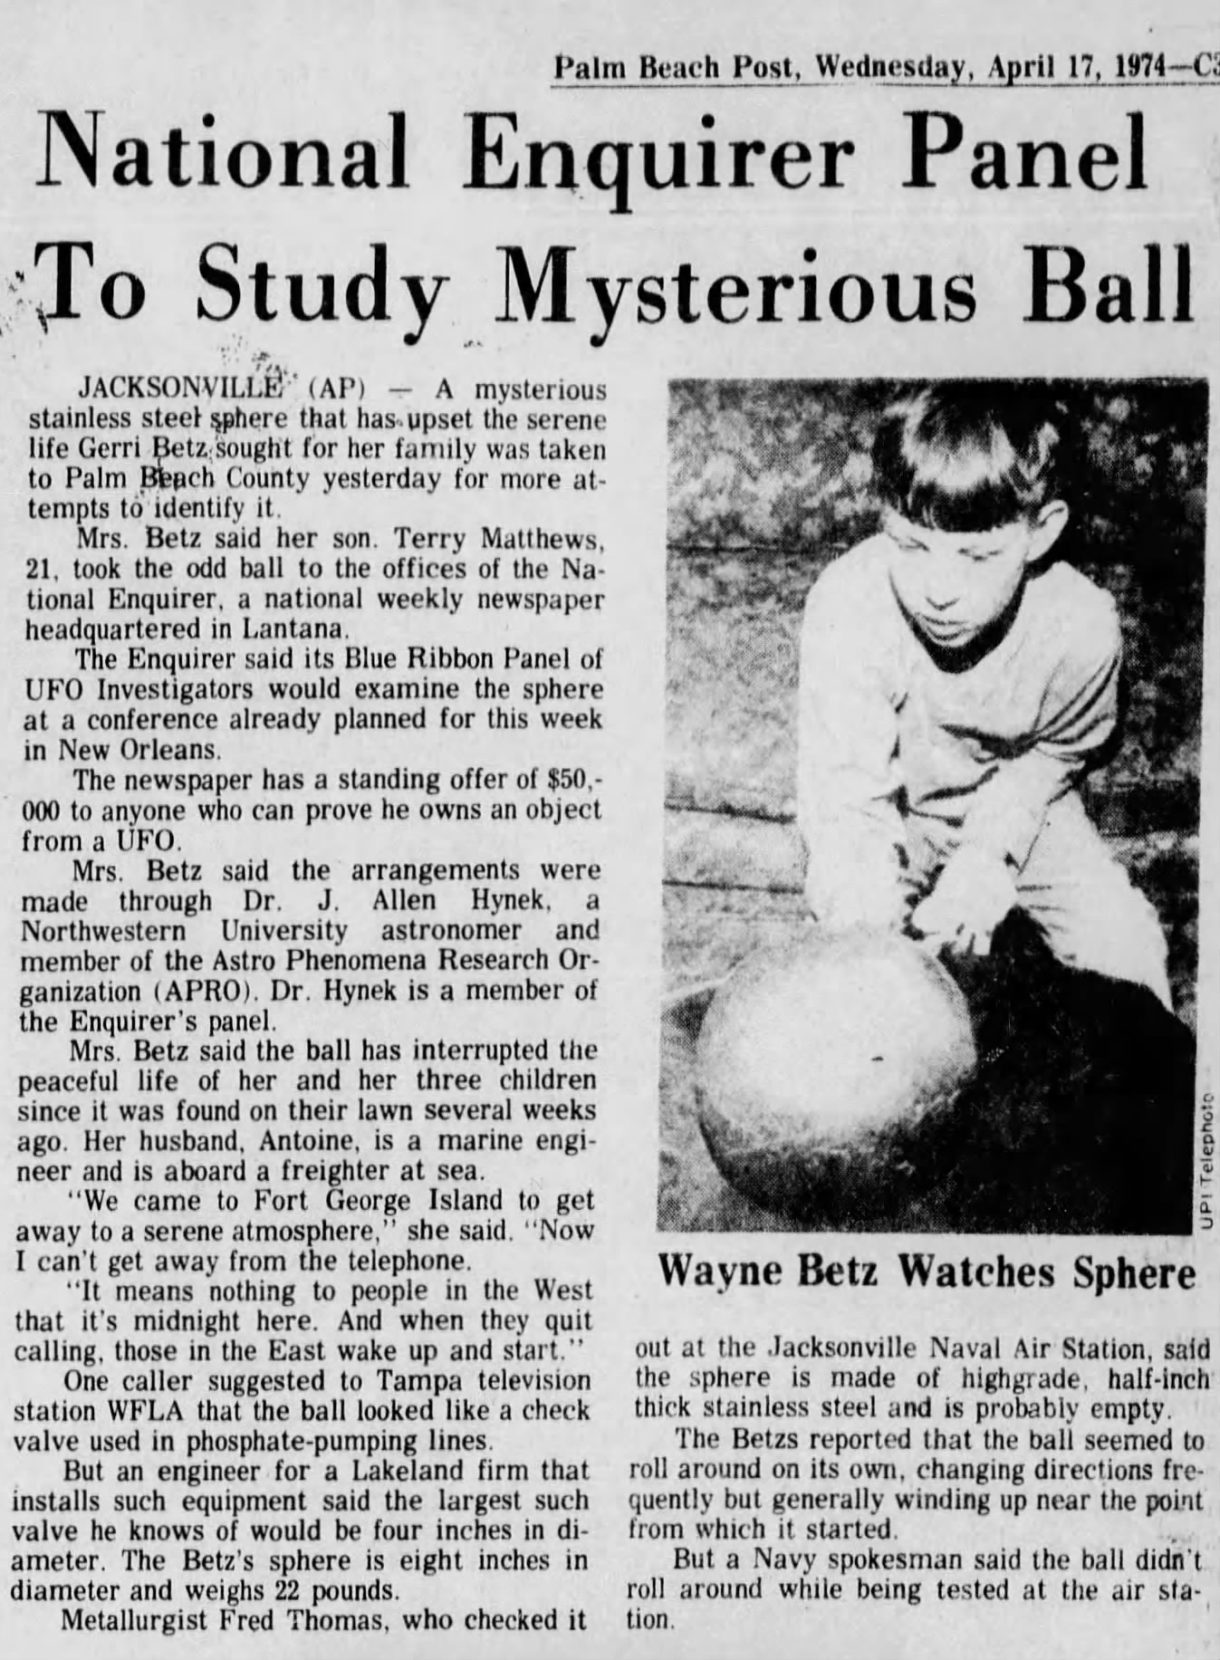 Palm Beach Post, Wednesday, April 17, 1974—C3
National Enquirer Panel
To Study Mysterious Ball
JACKSONVILLE (AP) — A mysterious
stainless steel sphere that has upset the serene
life Gerri Betz sought for her family was taken
to Palm Beach County yesterday for more at-
tempts to identify it.
Mrs. Betz said her son. Terry Matthews,
21, took the odd ball to the offices of the Na-
tional Enquirer, a national weekly newspaper
headquartered in Lantana.
The Enquirer said its Blue Ribbon Panel of
UFO Investigators would examine the sphere
at a conference already planned for this week
in New Orleans.
The newspaper has a standing offer of $50,-
000 to anyone who can prove he owns an object
from a UFO.
Mrs. Betz said the arrangements were
made through Dr. J. Allen Hynek, a
Northwestern University astronomer and
member of the Astro Phenomena Research Or-
ganization (APRO). Dr. Hynek is a member of
the Enquirer's panel.
Mrs. Betz said the ball has interrupted the
peaceful life of her and her three children
since it was found on their lawn several weeks
ago. Her husband, Antoine, is a marine engi-
neer and is aboard a freighter at sea.
"We came to Fort George Island to get
away to a serene atmosphere," she said. "Now
I can't get away from the telephone.
"It means nothing to people in the West
that it's midnight here. And when they quit
calling, those in the East wake up and start."
One caller suggested to Tampa television
station WFLA that the ball looked like a check
valve used in phosphate-pumping lines.
But an engineer for a Lakeland firm that
installs such equipment said the largest such
valve he knows of would be four inches in di-
ameter. The Betz's sphere is eight inches in
diameter and weighs 22 pounds.
Metallurgist Fred Thomas, who checked it
UPI Telephoto
Wayne Betz Watches Sphere
out at the Jacksonville Naval Air Station, said
the sphere is made of highgrade, half-inch
thick stainless steel and is probably empty.
The Betzs reported that the ball seemed to
roll around on its own, changing directions fre-
quently but generally winding up near the point
from which it started.
But a Navy spokesman said the ball didn't
roll around while being tested at the air sta-
tion.